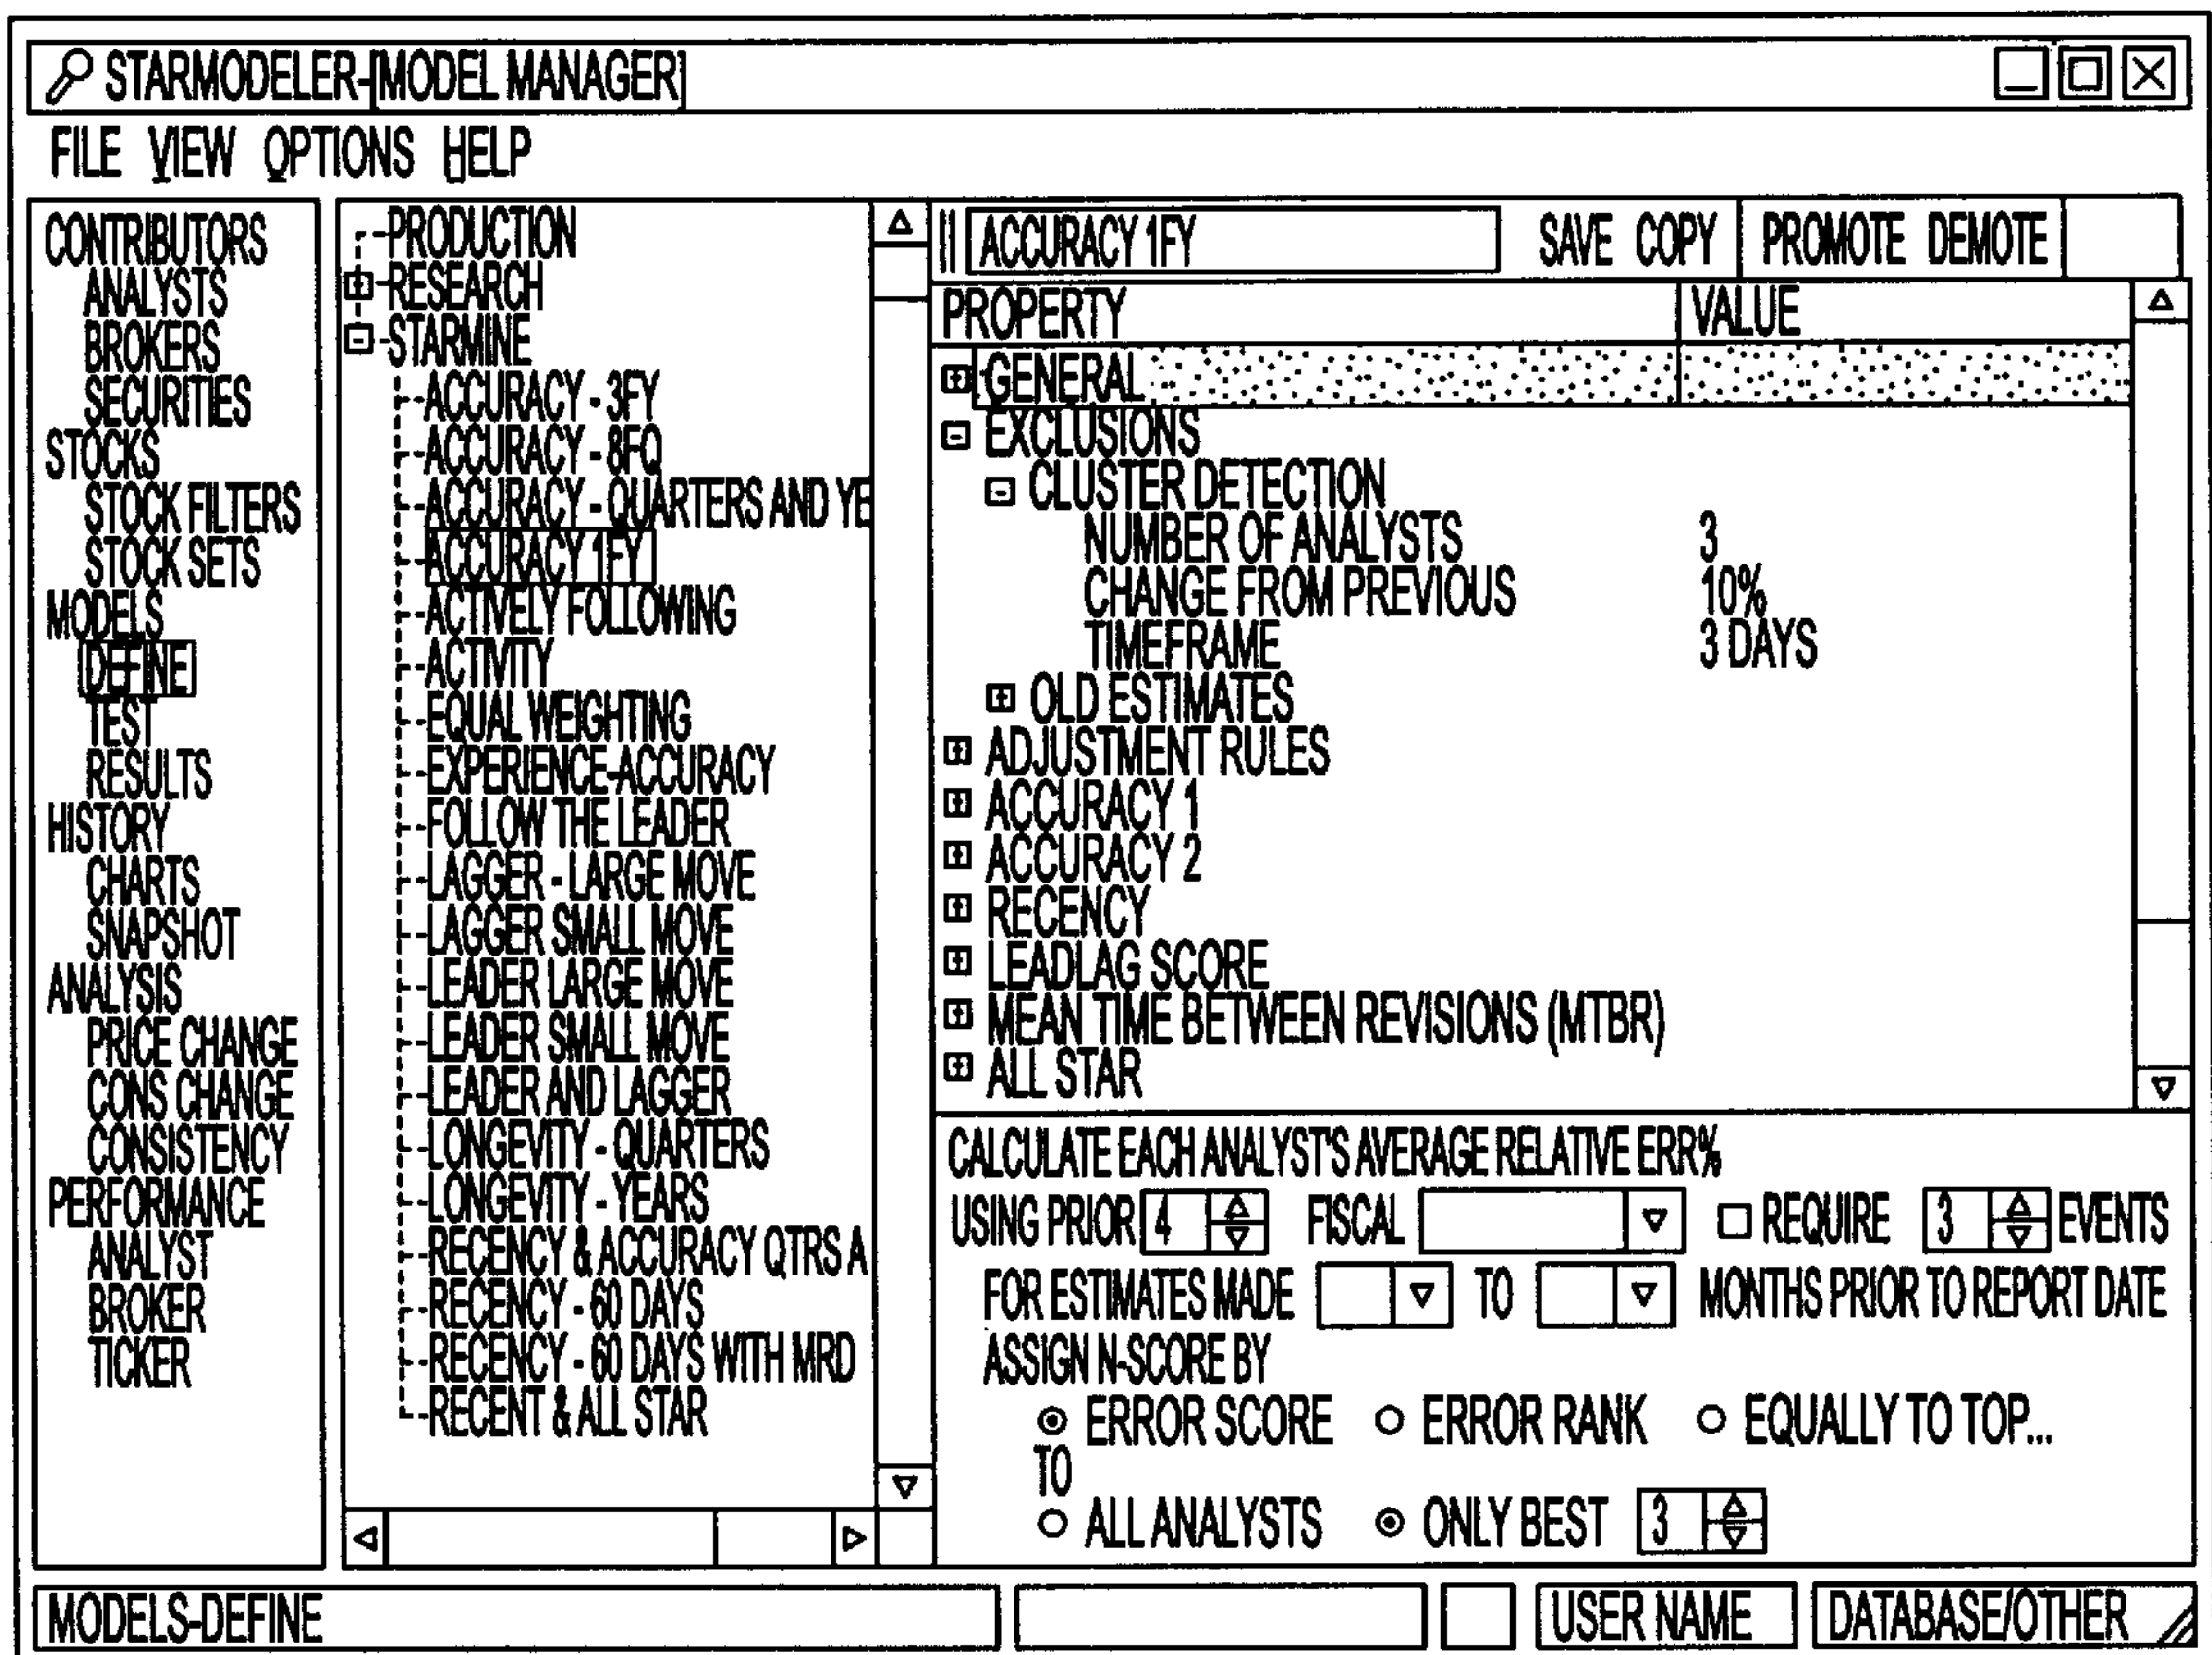 STARMODELER-[MODEL MANAGER]
FILE VIEW OPTIONS HELP
CONTRIBUTORS
ANALYSTS
BROKERS
SECURITIES
STOCKS
STOCK FILTERS
STOCK SETS
MODELS
DEFINE
TEST
RESULTS
HISTORY
CHARTS
SNAPSHOT
ANALYSIS
PRICE CHANGE
CONS CHANGE
CONSISTENCY
PERFORMANCE
ANALYST
BROKER
TICKER
PRODUCTION
RESEARCH
STARMINE
ACCURACY - 3FY
ACCURACY - 8FQ
ACCURACY - QUARTERS AND YE
ACCURACY 1FY
ACTIVELY FOLLOWING
ACTIVITY
EQUAL WEIGHTING
EXPERIENCE-ACCURACY
FOLLOW THE LEADER
LAGGER - LARGE MOVE
LAGGER SMALL MOVE
LEADER LARGE MOVE
LEADER SMALL MOVE
LEADER AND LAGGER
LONGEVITY - QUARTERS
LONGEVITY - YEARS
RECENCY & ACCURACY QTRS A
RECENCY - 60 DAYS
RECENCY - 60 DAYS WITH MRD
RECENT & ALL STAR
ACCURACY 1FY SAVE COPY PROMOTE DEMOTE
PROPERTY VALUE
GENERAL
EXCLUSIONS
CLUSTER DETECTION
NUMBER OF ANALYSTS 3
CHANGE FROM PREVIOUS 10%
TIMEFRAME 3 DAYS
OLD ESTIMATES
ADJUSTMENT RULES
ACCURACY 1
ACCURACY 2
RECENCY
LEADLAG SCORE
MEAN TIME BETWEEN REVISIONS (MTBR)
ALL STAR
CALCULATE EACH ANALYST'S AVERAGE RELATIVE ERR%
USING PRIOR 4 FISCAL REQUIRE 3 EVENTS
FOR ESTIMATES MADE TO MONTHS PRIOR TO REPORT DATE
ASSIGN N-SCORE BY
ERROR SCORE ERROR RANK EQUALLY TO TOP...
TO
ALL ANALYSTS ONLY BEST 3
MODELS-DEFINE USER NAME DATABASE/OTHER